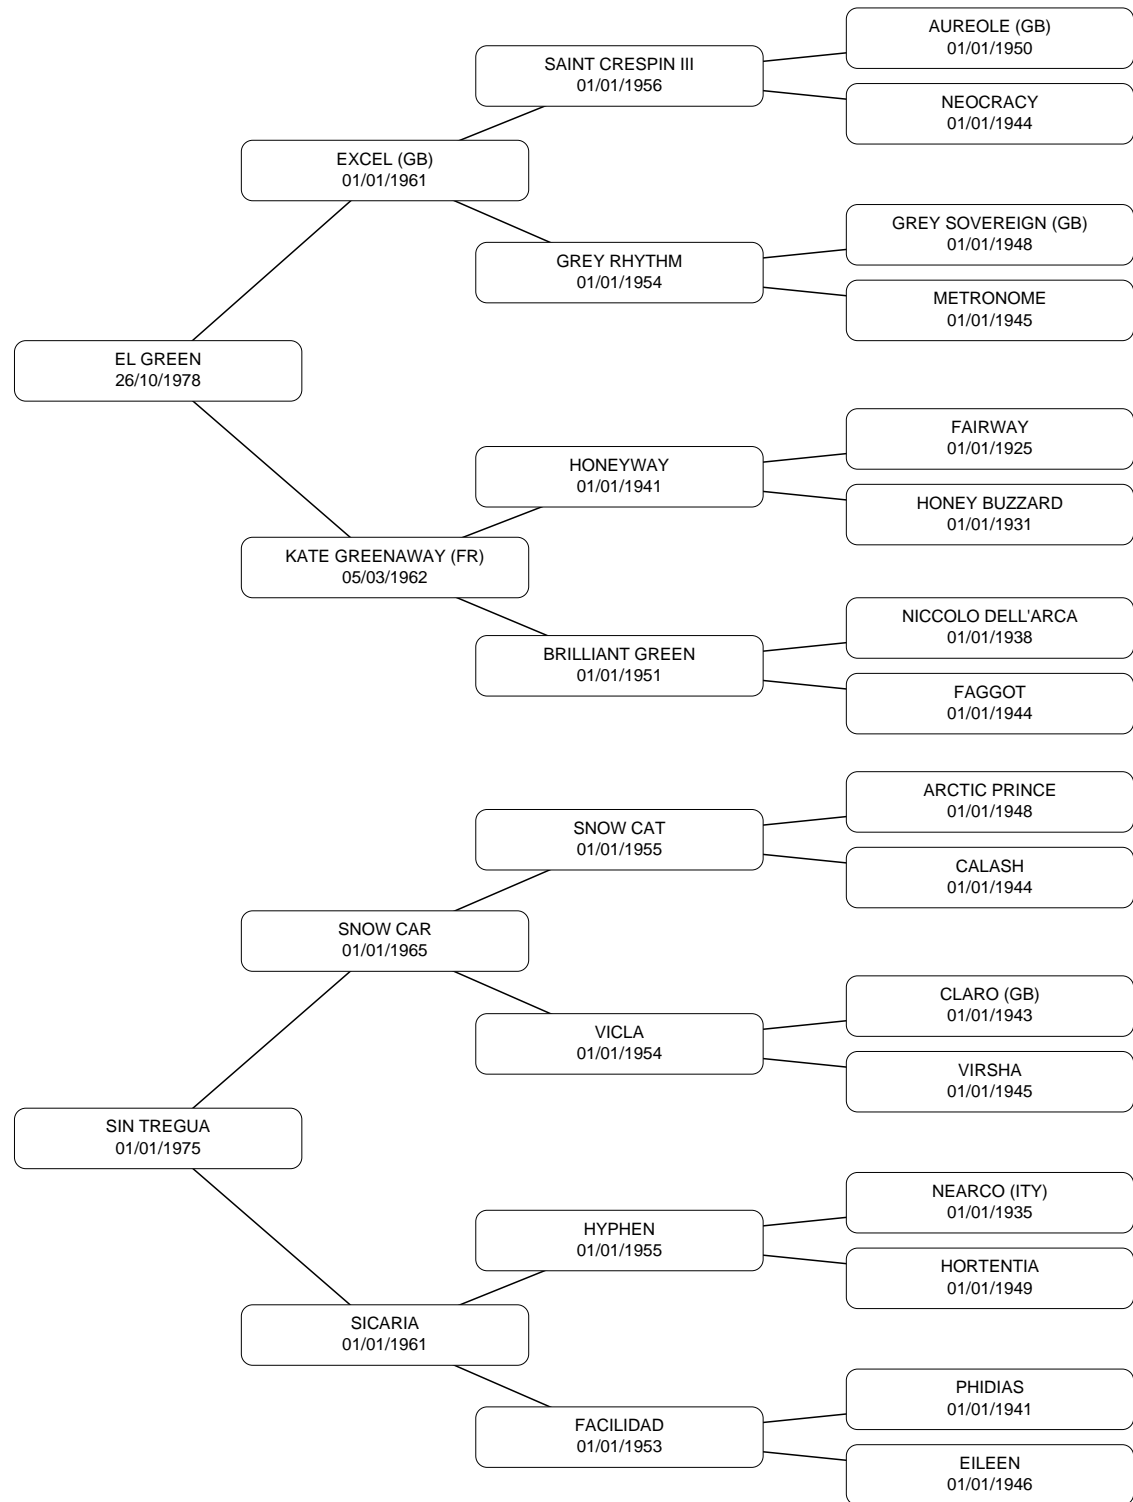 AUREOLE (GB)
01/01/1950
SAINT CRESPIN III
01/01/1956
NEOCRACY
01/01/1944
EXCEL (GB)
01/01/1961
GREY SOVEREIGN (GB)
01/01/1948
GREY RHYTHM
01/01/1954
METRONOME
01/01/1945
EL GREEN
26/10/1978
FAIRWAY
01/01/1925
HONEYWAY
01/01/1941
HONEY BUZZARD
01/01/1931
KATE GREENAWAY (FR)
05/03/1962
NICCOLO DELL'ARCA
01/01/1938
BRILLIANT GREEN
01/01/1951
FAGGOT
01/01/1944
ARCTIC PRINCE
01/01/1948
SNOW CAT
01/01/1955
CALASH
01/01/1944
SNOW CAR
01/01/1965
CLARO (GB)
01/01/1943
VICLA
01/01/1954
VIRSHA
01/01/1945
SIN TREGUA
01/01/1975
NEARCO (ITY)
01/01/1935
HYPHEN
01/01/1955
HORTENTIA
01/01/1949
SICARIA
01/01/1961
PHIDIAS
01/01/1941
FACILIDAD
01/01/1953
EILEEN
01/01/1946